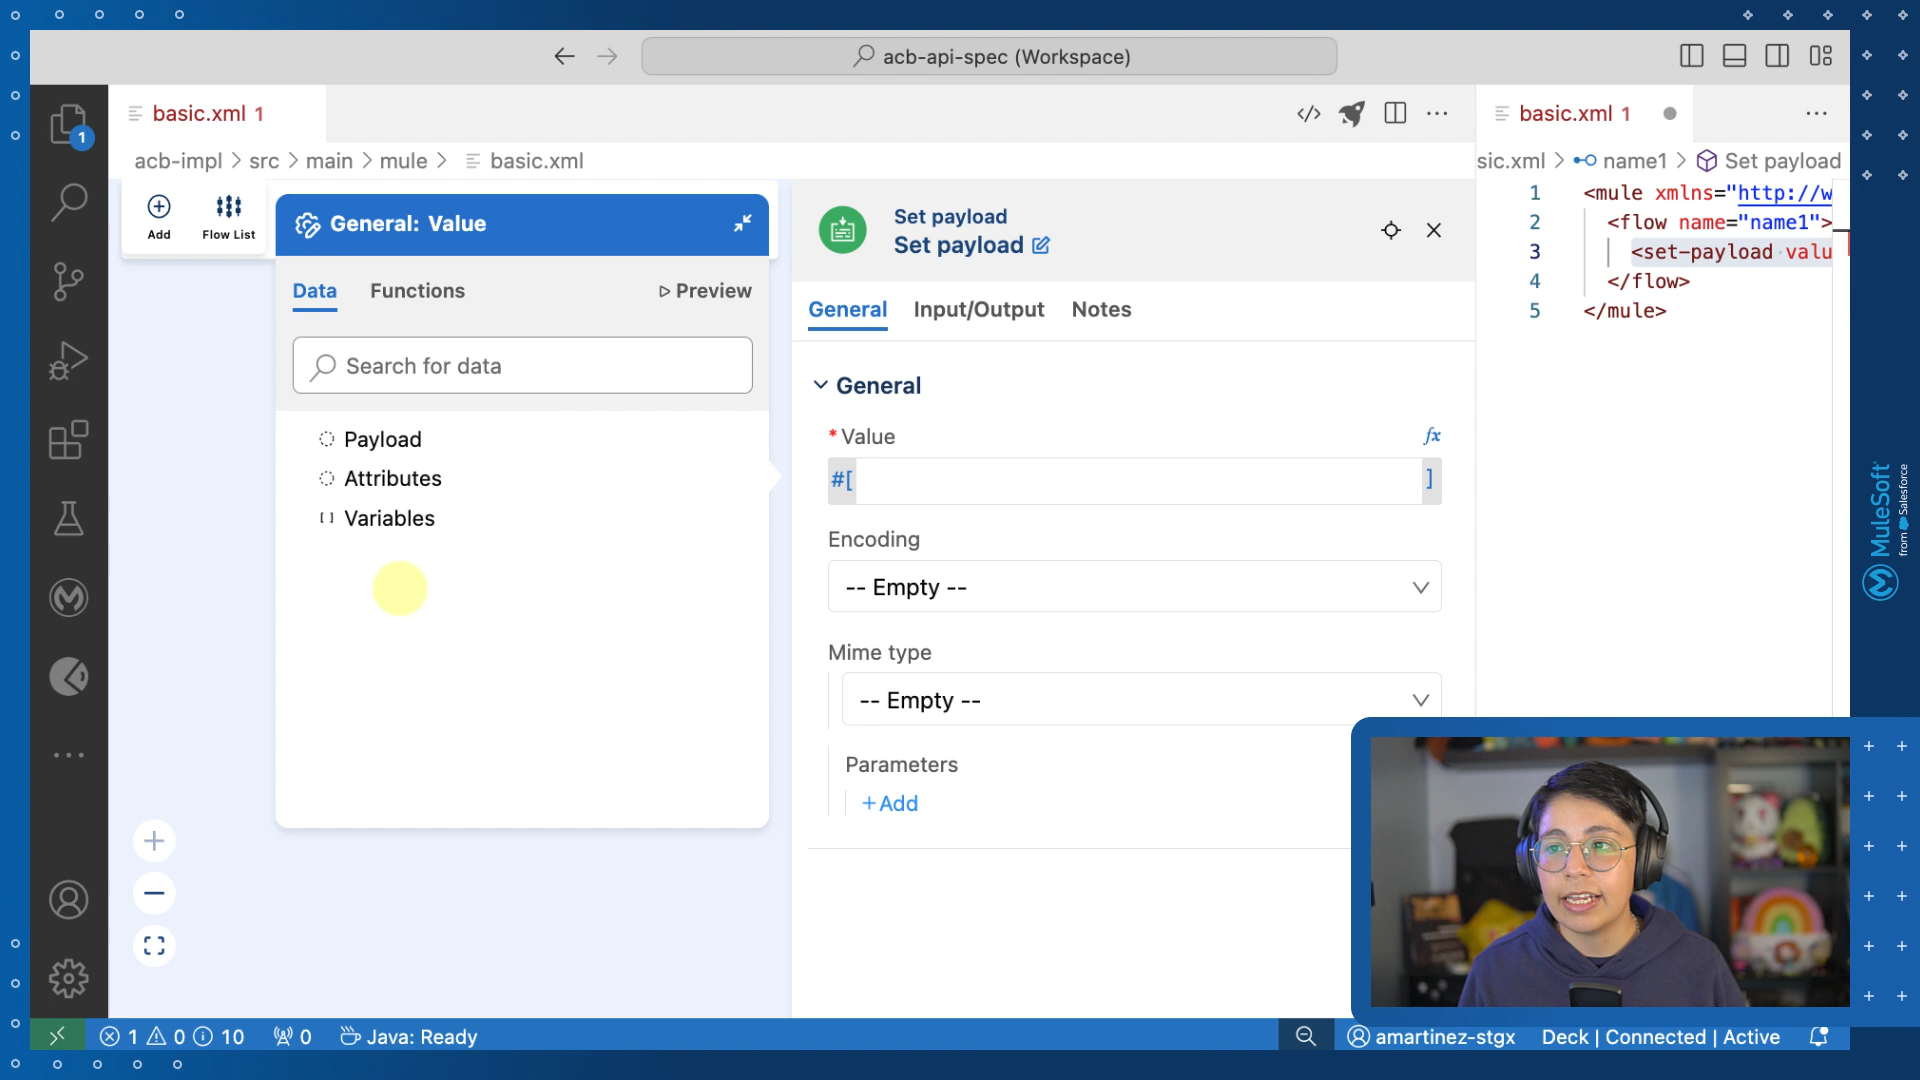 acb-api-spec (Workspace)
basic.xml 1
basic.xml 1
acb-impl > src > main > mule > basic.xml
sic.xml > name1 > Set payload
1
Add
Flow List
General: Value
Data
Functions
Preview
Search for data
Payload
Attributes
Variables
Set payload
Set payload
General
Input/Output
Notes
General
* Value
fx
#[
]
Encoding
-- Empty --
Mime type
-- Empty --
Parameters
+Add
1 <mule xmlns="http://w
2 <flow name="name1">
3 <set-payload valu
4 </flow>
5 </mule>
MuleSoft
from Salesforce
1 0 10
0
Java: Ready
amartinez-stgx
Deck | Connected | Active